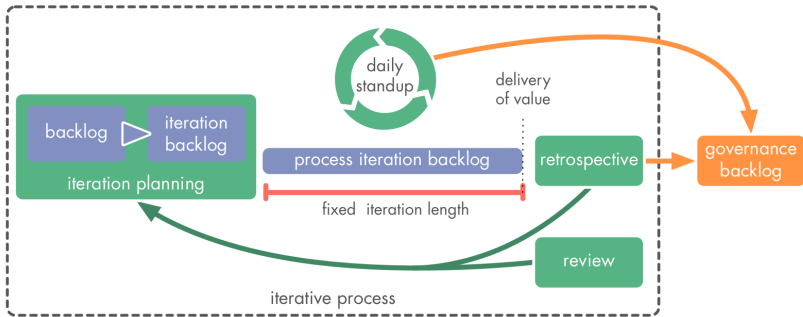 daily
standup
delivery
of value
backlog
iteration
backlog
iteration planning
process iteration backlog
fixed iteration length
retrospective
governance
backlog
review
iterative process